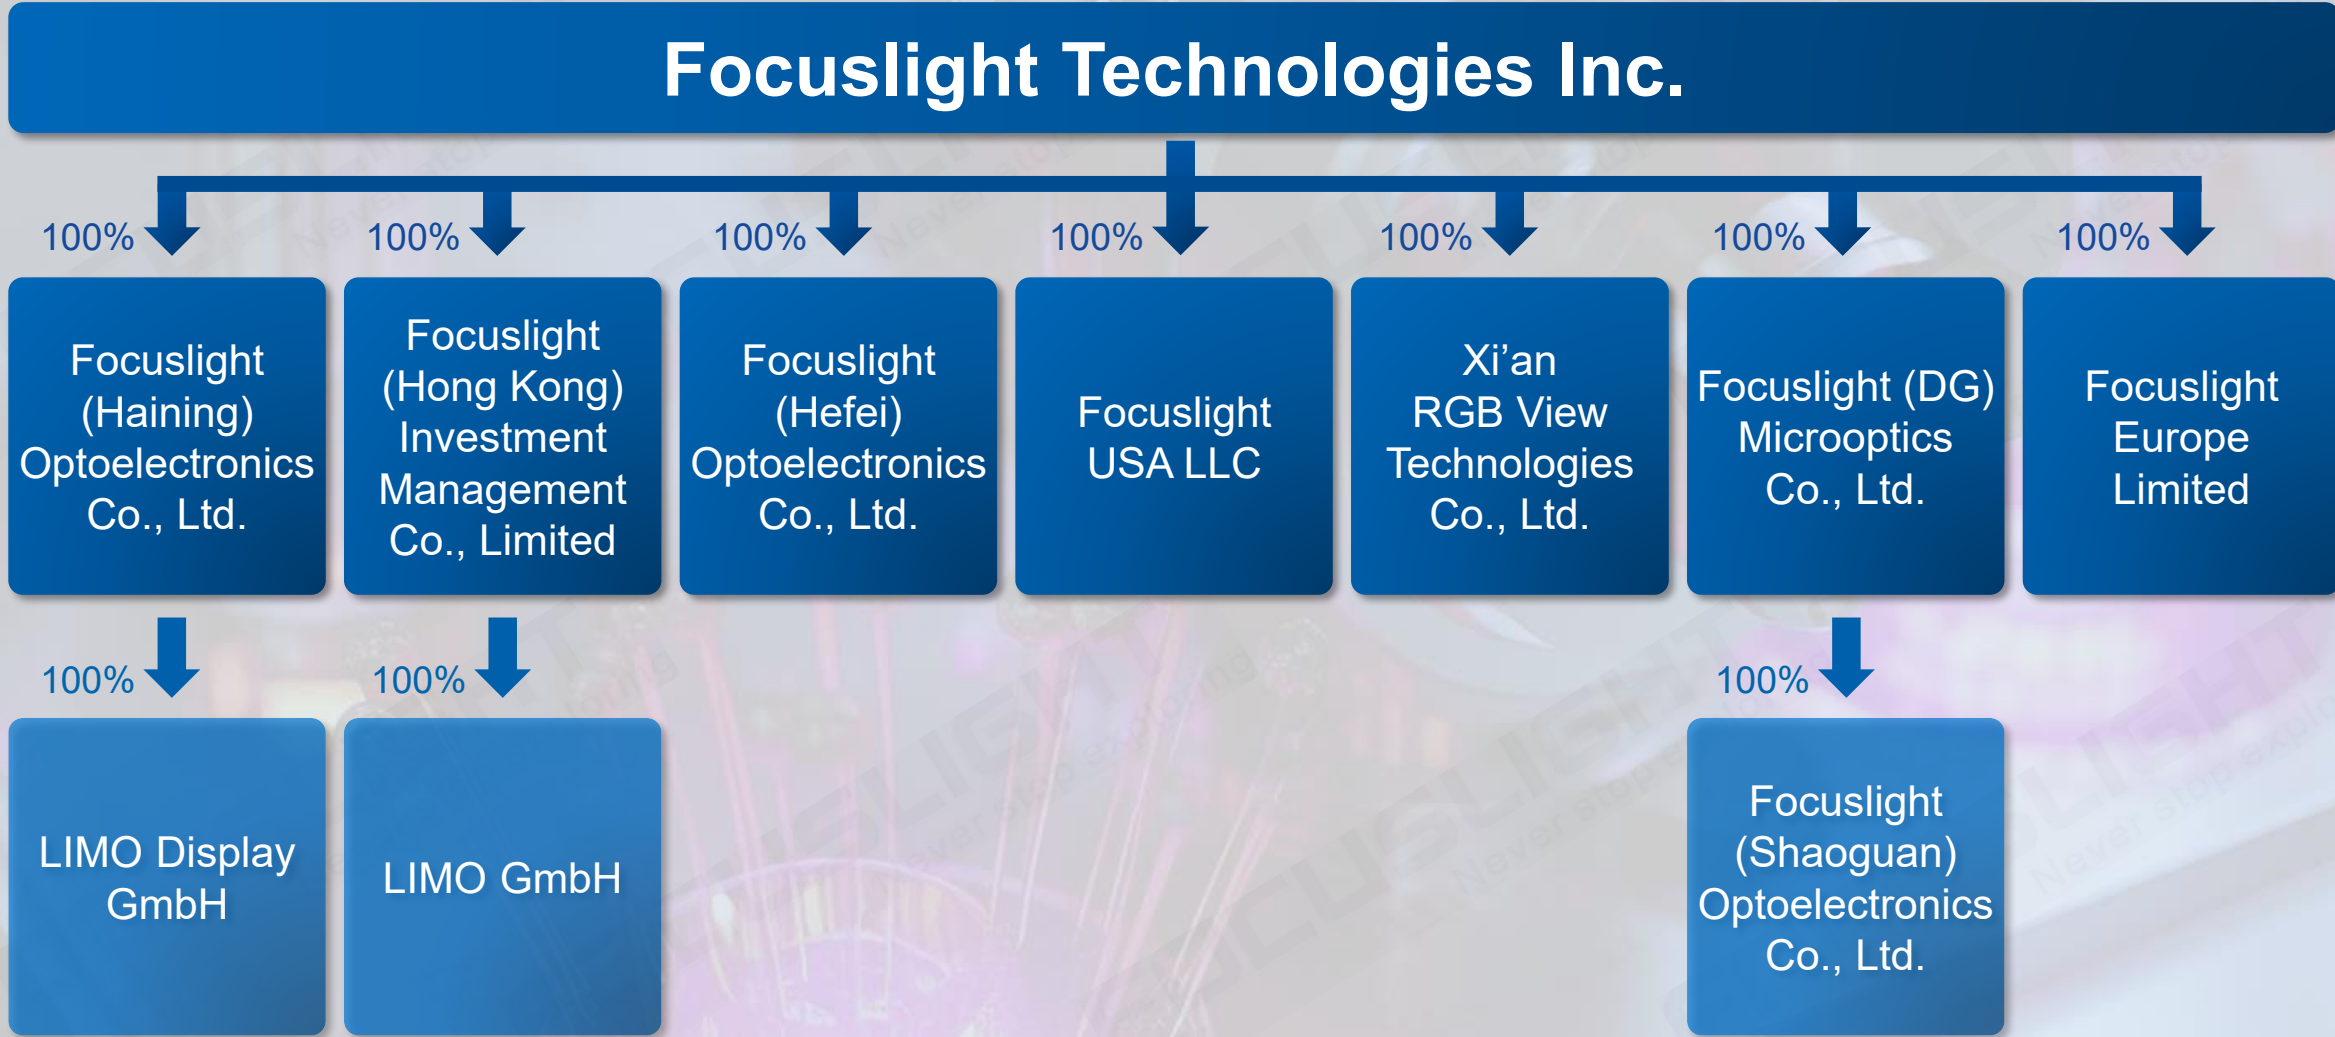 Focuslight Technologies Inc.
100%
100%
100%
100%
100%
100%
100%
Focuslight
(Haining)
Optoelectronics
Co., Ltd.
Focuslight
(Hong Kong)
Investment
Management
Co., Limited
Focuslight
(Hefei)
Optoelectronics
Co., Ltd.
Focuslight
USA LLC
Xi’an
RGB View
Technologies
Co., Ltd.
Focuslight (DG)
Microoptics
Co., Ltd.
Focuslight
Europe
Limited
100%
100%
100%
LIMO Display
GmbH
LIMO GmbH
Focuslight
(Shaoguan)
Optoelectronics
Co., Ltd.